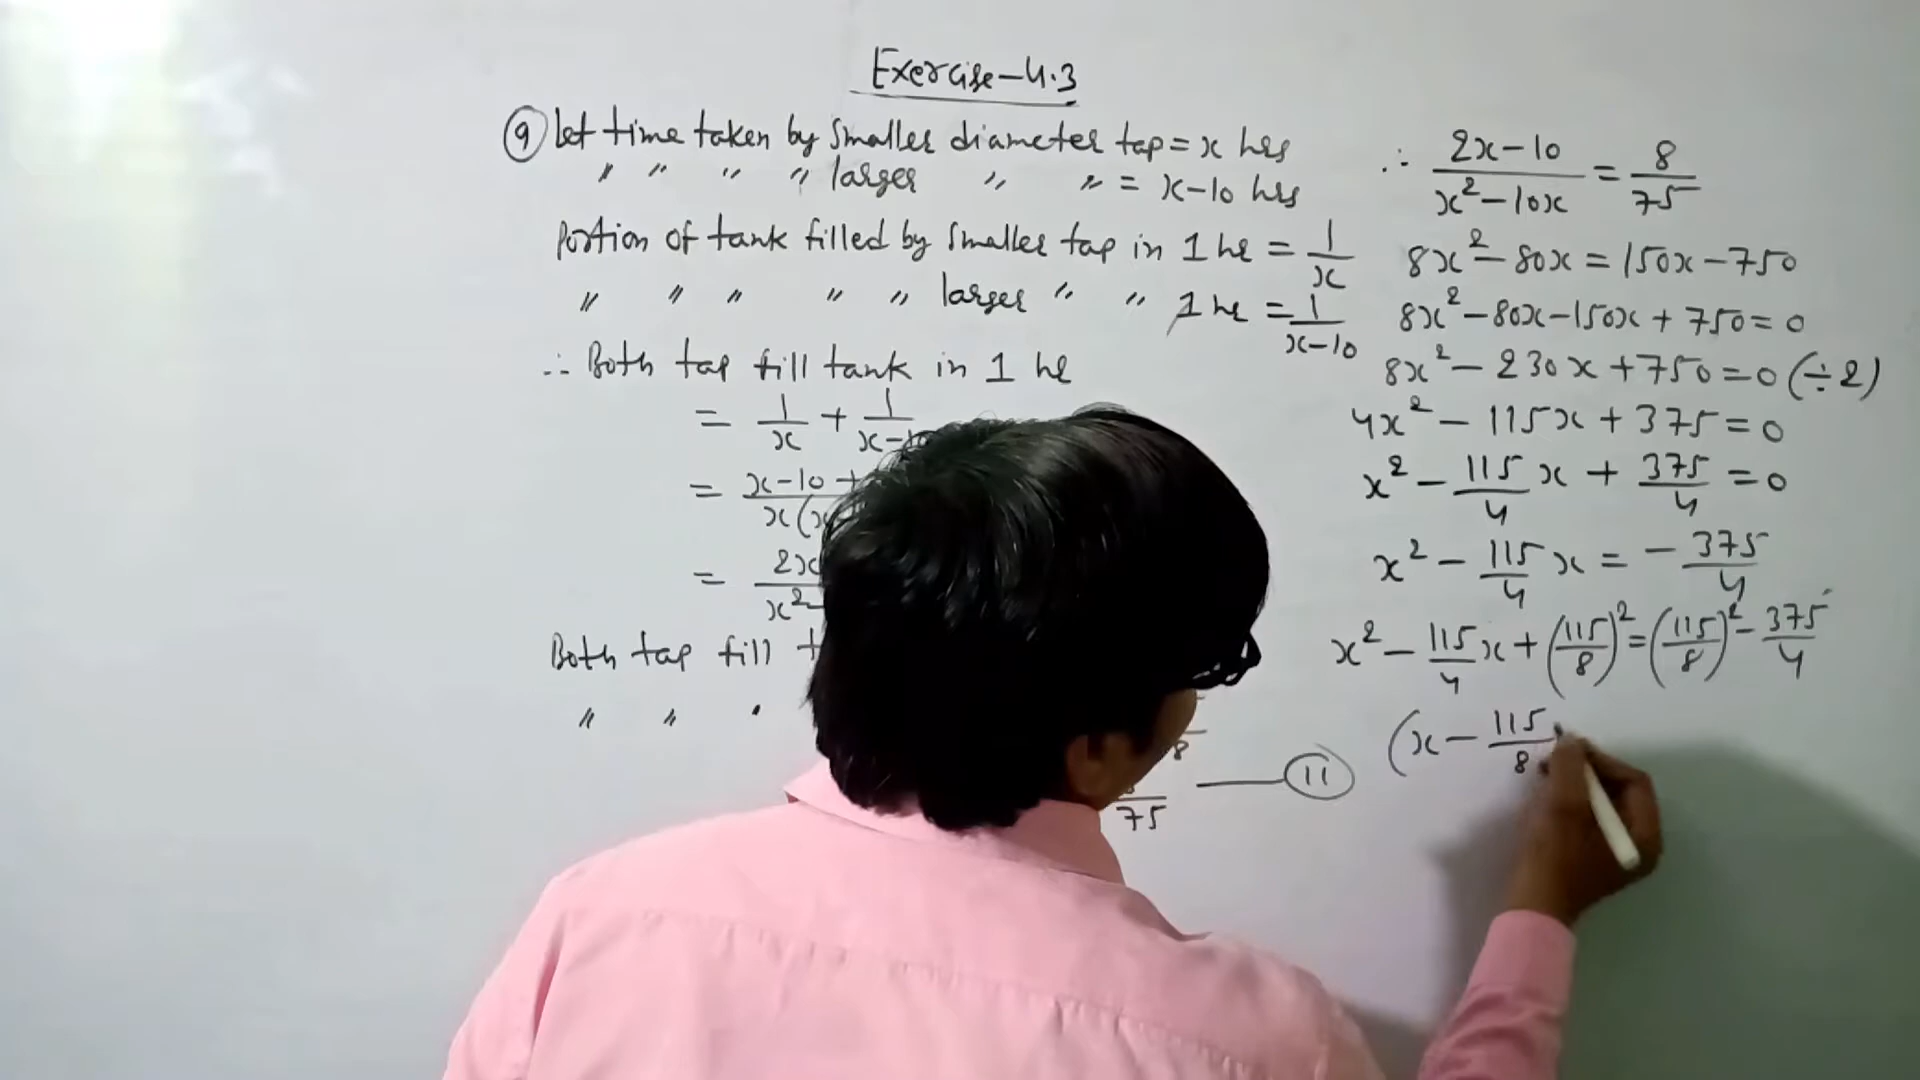 Exercise-4.3
⑨ Let time taken by smaller diameter tap = x hrs
〃 〃 〃 〃 larger 〃 〃 = x-10 hrs
Portion of tank filled by smaller tap in 1 hr = 1/x
〃 〃 〃 〃 〃 larger 〃 〃 1 hr = 1/(x-10)
∴ Both tap fill tank in 1 hr
= 1/x + 1/(x-10
= x-10 + / x(x
= 2x / x²-
Both tap fill
〃 〃
8
75 —— (11)
∴ (2x-10)/(x²-10x) = 8/75
8x²-80x = 150x-750
8x²-80x-150x+750=0
8x²-230x+750=0 (÷2)
4x²-115x+375=0
x² - 115/4 x + 375/4 = 0
x² - 115/4 x = - 375/4
x² - 115/4 x + (115/8)² = (115/8)² - 375/4
(x - 115/8